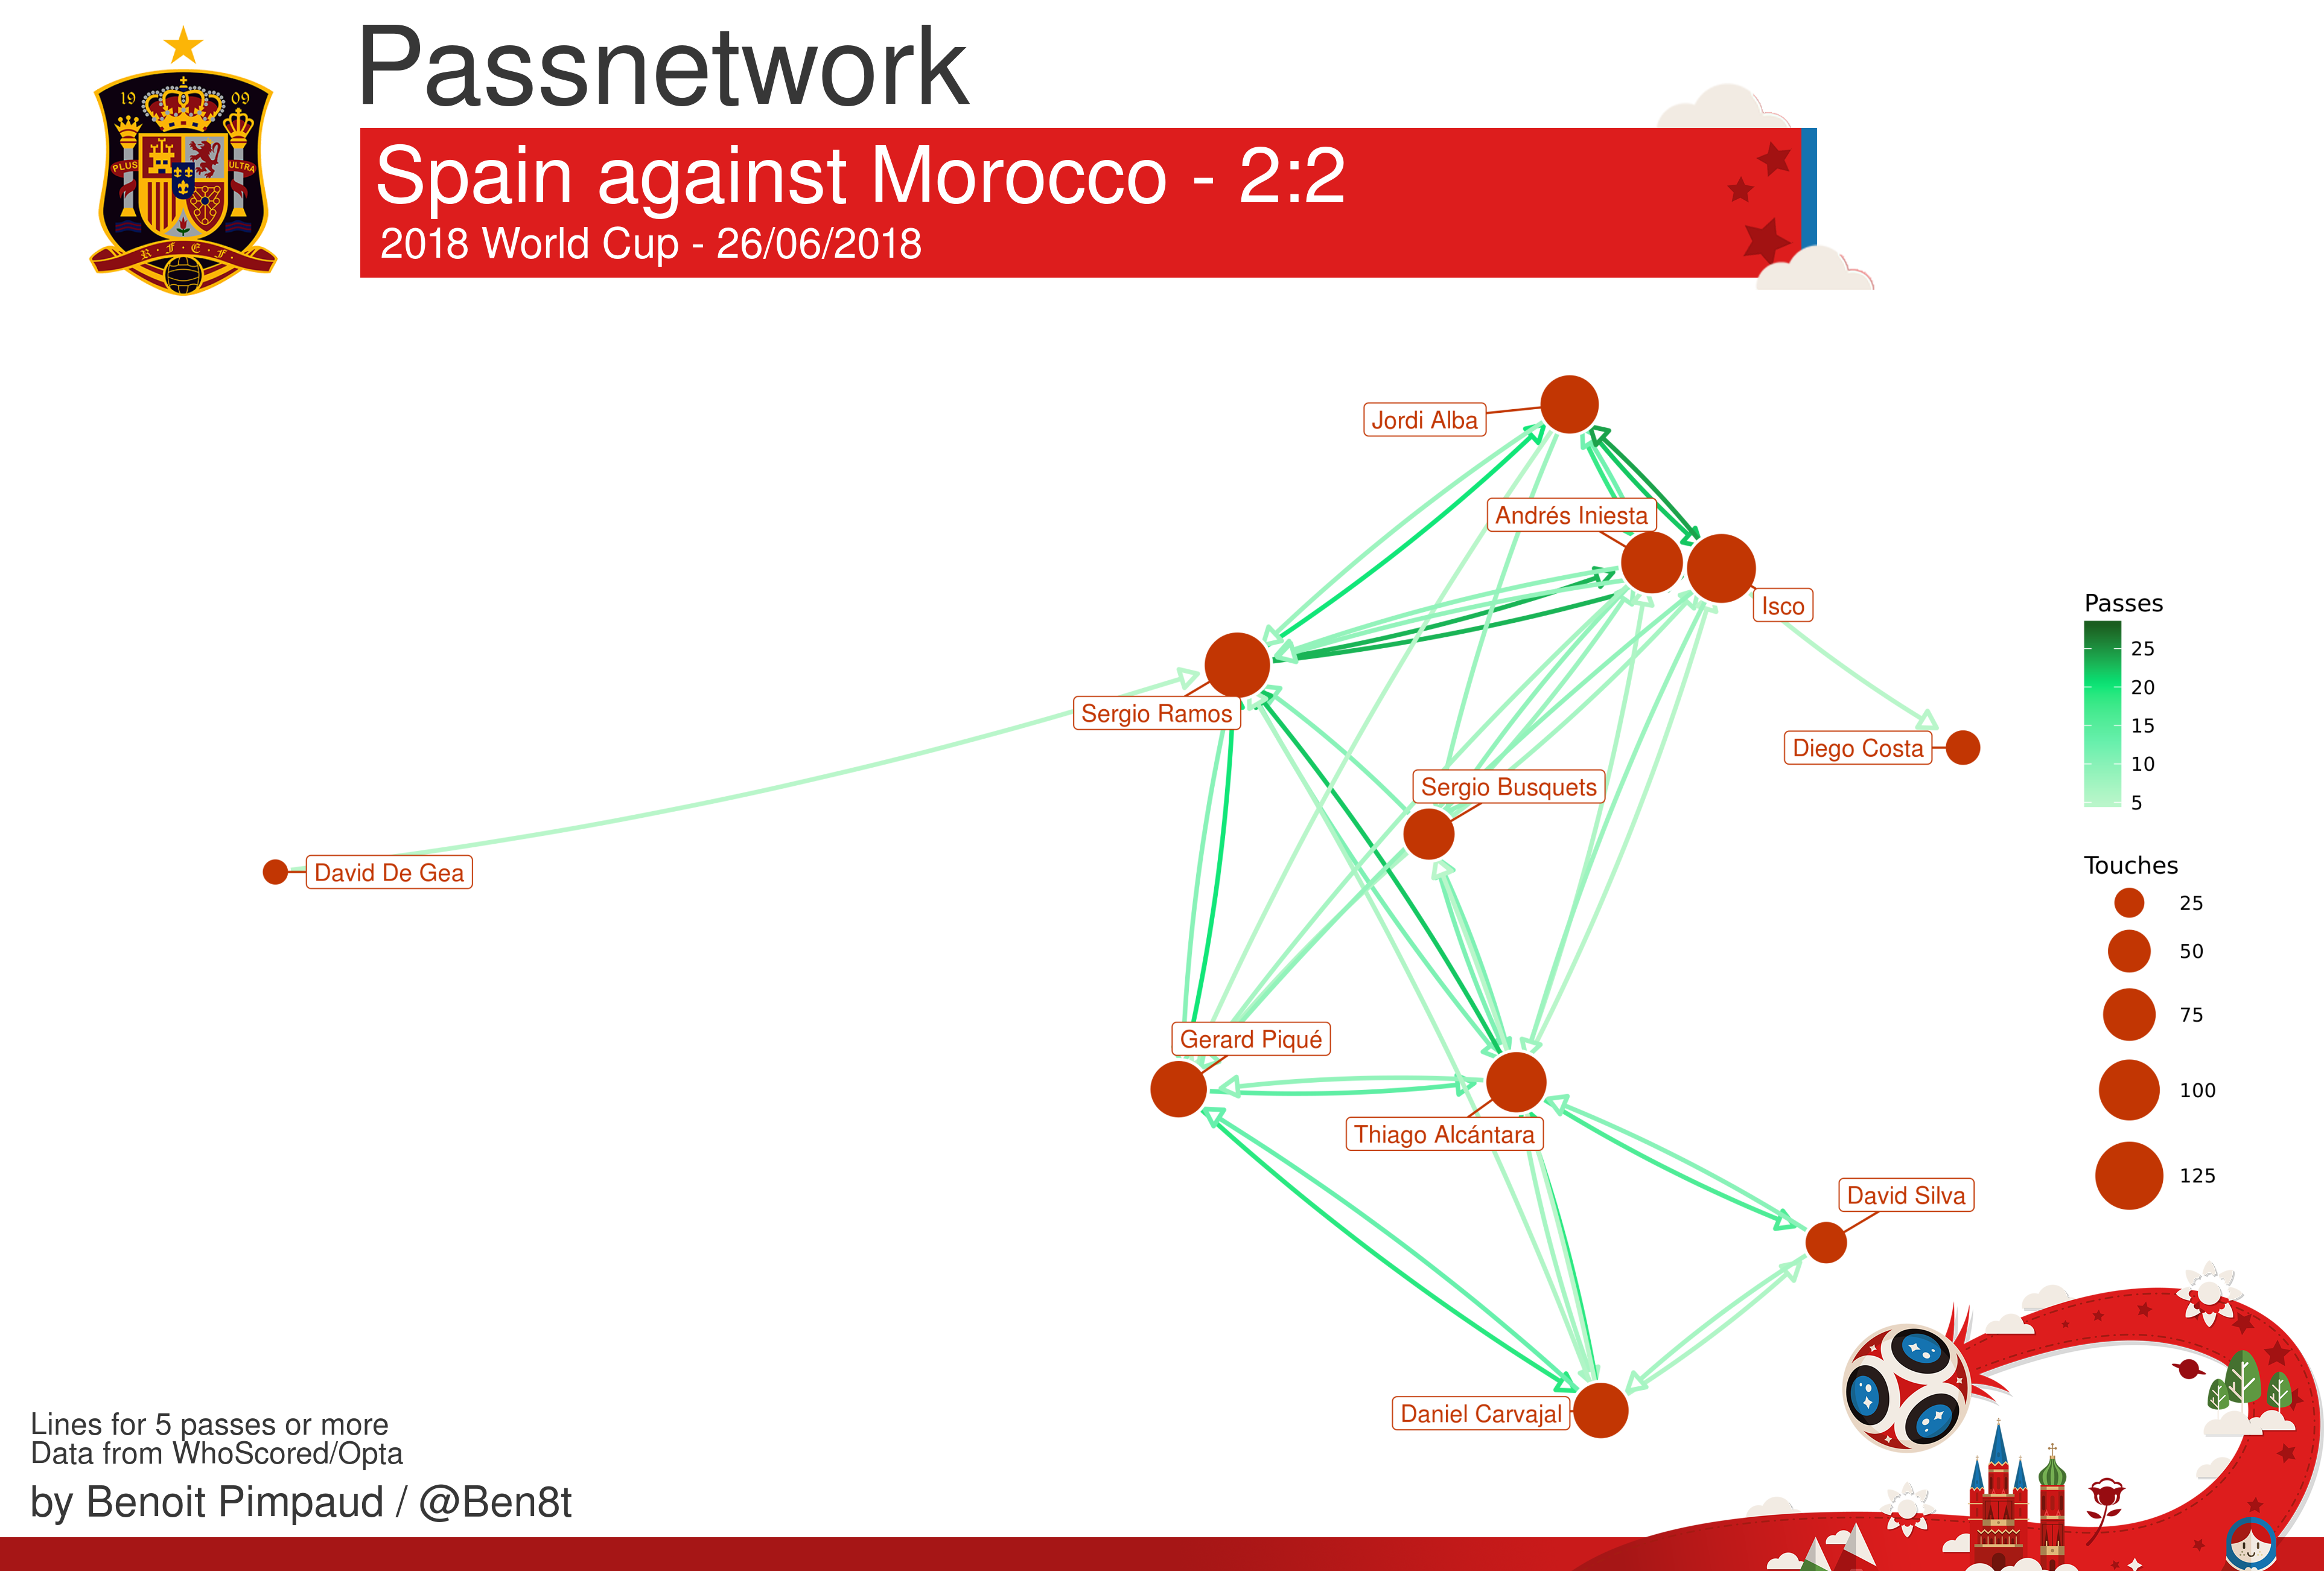 19 09
PLUS ULTRA
R · F · E · F.
Passnetwork
Spain against Morocco - 2:2
2018 World Cup - 26/06/2018
Jordi Alba
Andrés Iniesta
Isco
Sergio Ramos
Diego Costa
Sergio Busquets
David De Gea
Gerard Piqué
Thiago Alcántara
David Silva
Daniel Carvajal
Passes
25
20
15
10
5
Touches
25
50
75
100
125
Lines for 5 passes or more
Data from WhoScored/Opta
by Benoit Pimpaud / @Ben8t